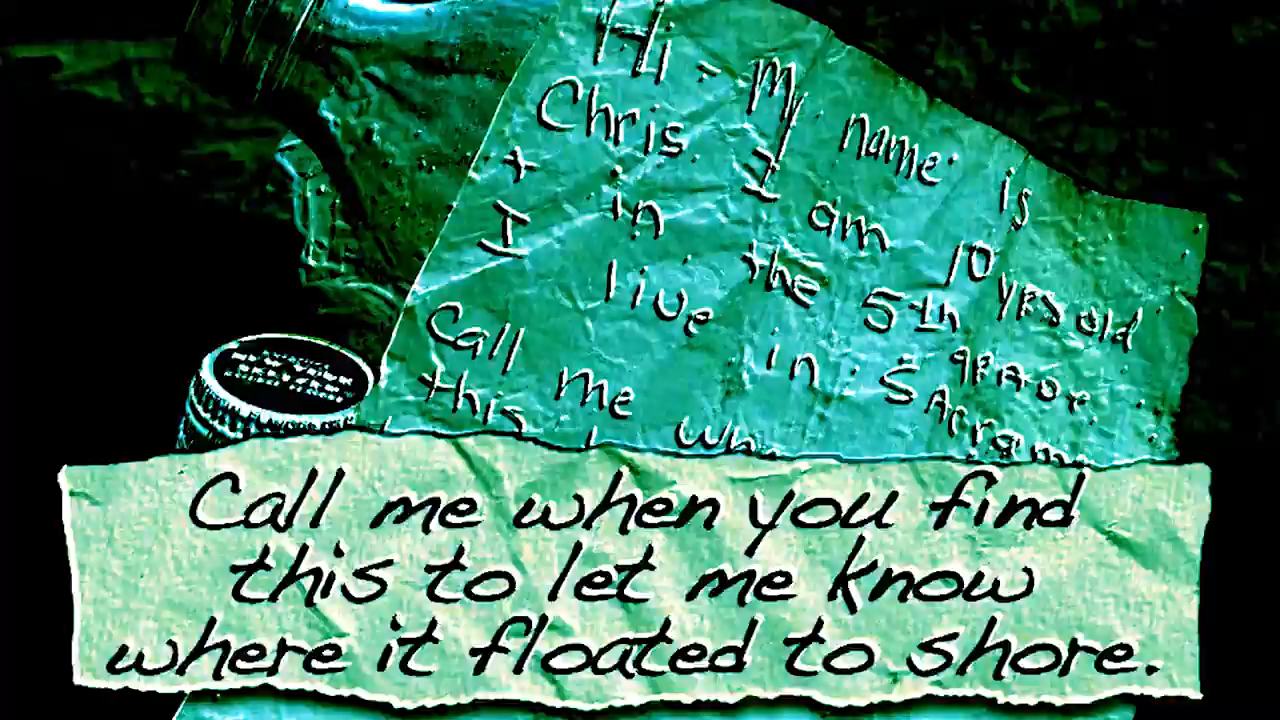 Hi - My name is
Chris. I am 10 yrs old
+ in the 5th grade.
I live in Sacram
Call me wh
this
Call me when you find
this to let me know
where it floated to shore.